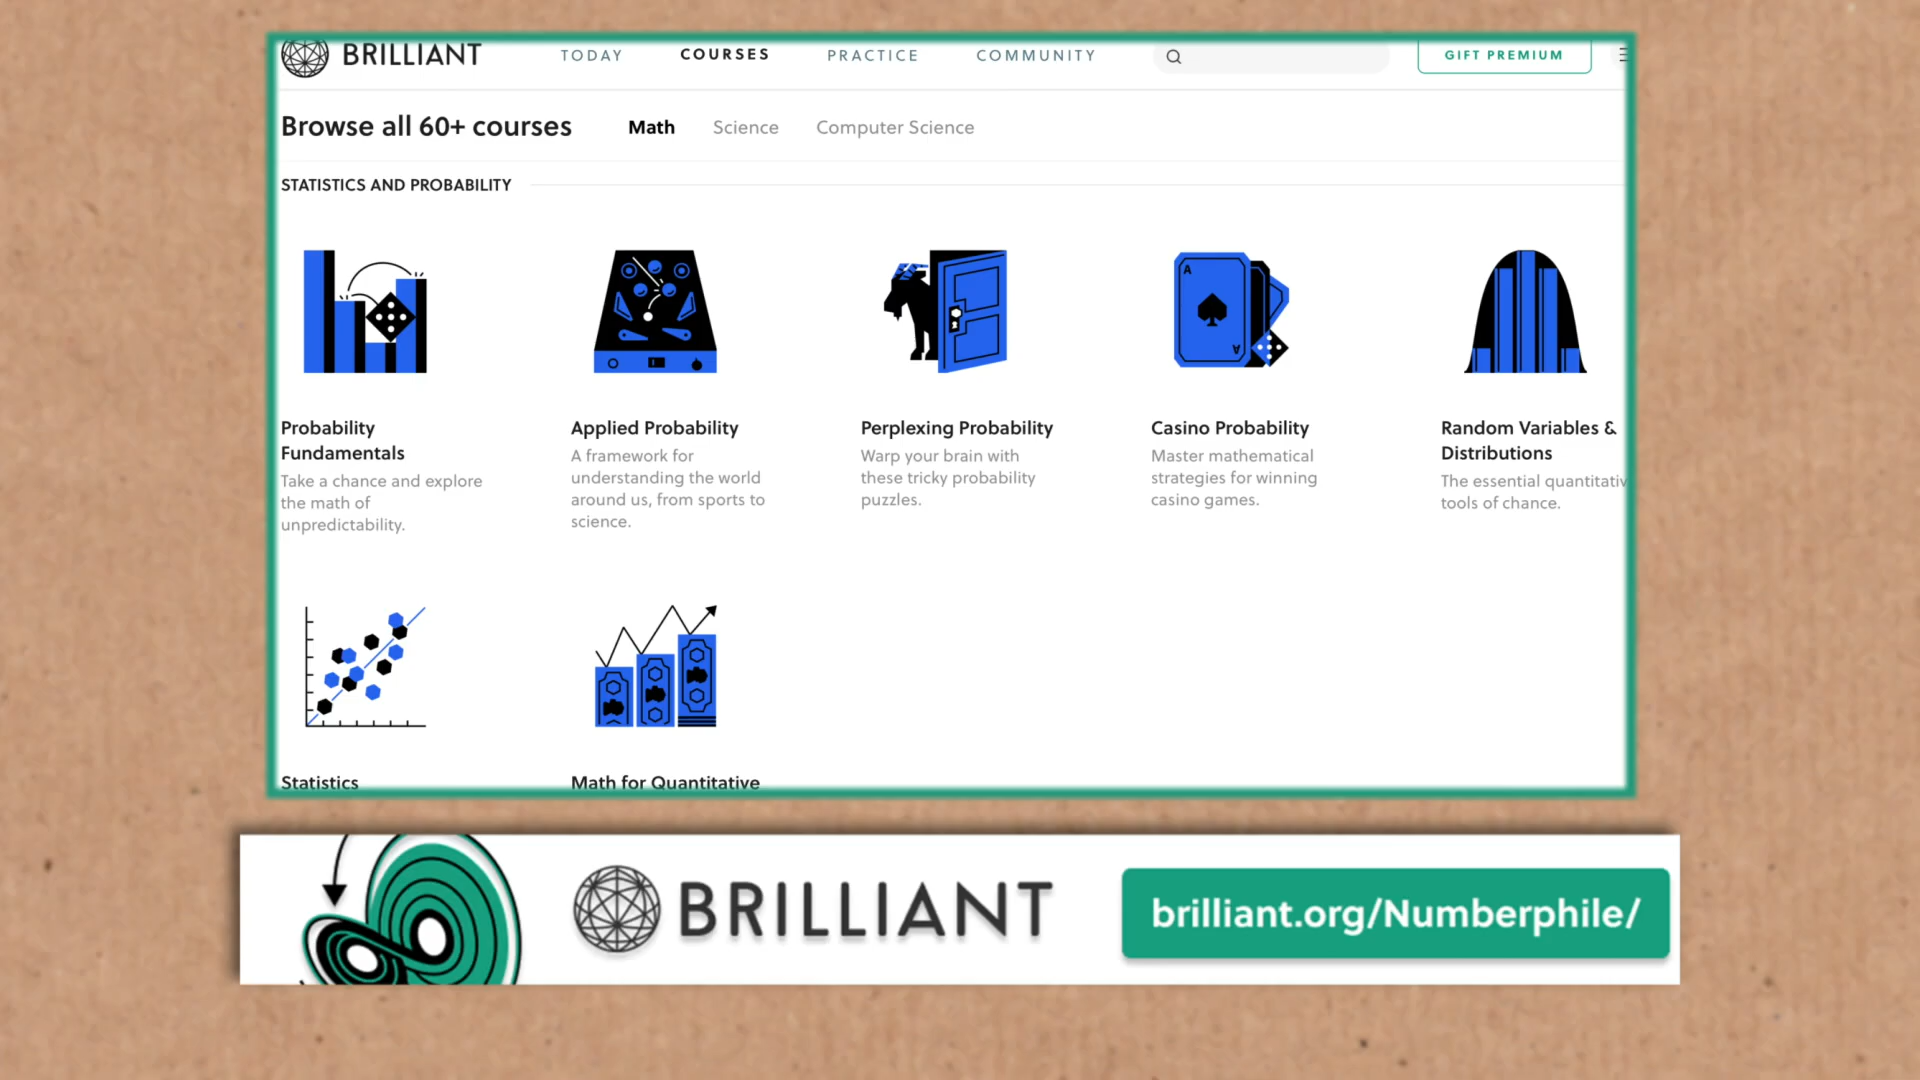 BRILLIANT
TODAY
COURSES
PRACTICE
COMMUNITY
GIFT PREMIUM
Browse all 60+ courses
Math
Science
Computer Science
STATISTICS AND PROBABILITY
Probability
Fundamentals
Take a chance and explore
the math of
unpredictability.
Applied Probability
A framework for
understanding the world
around us, from sports to
science.
Perplexing Probability
Warp your brain with
these tricky probability
puzzles.
A
A
Casino Probability
Master mathematical
strategies for winning
casino games.
Random Variables &
Distributions
The essential quantitativ
tools of chance.
Statistics
Math for Quantitative
BRILLIANT
brilliant.org/Numberphile/